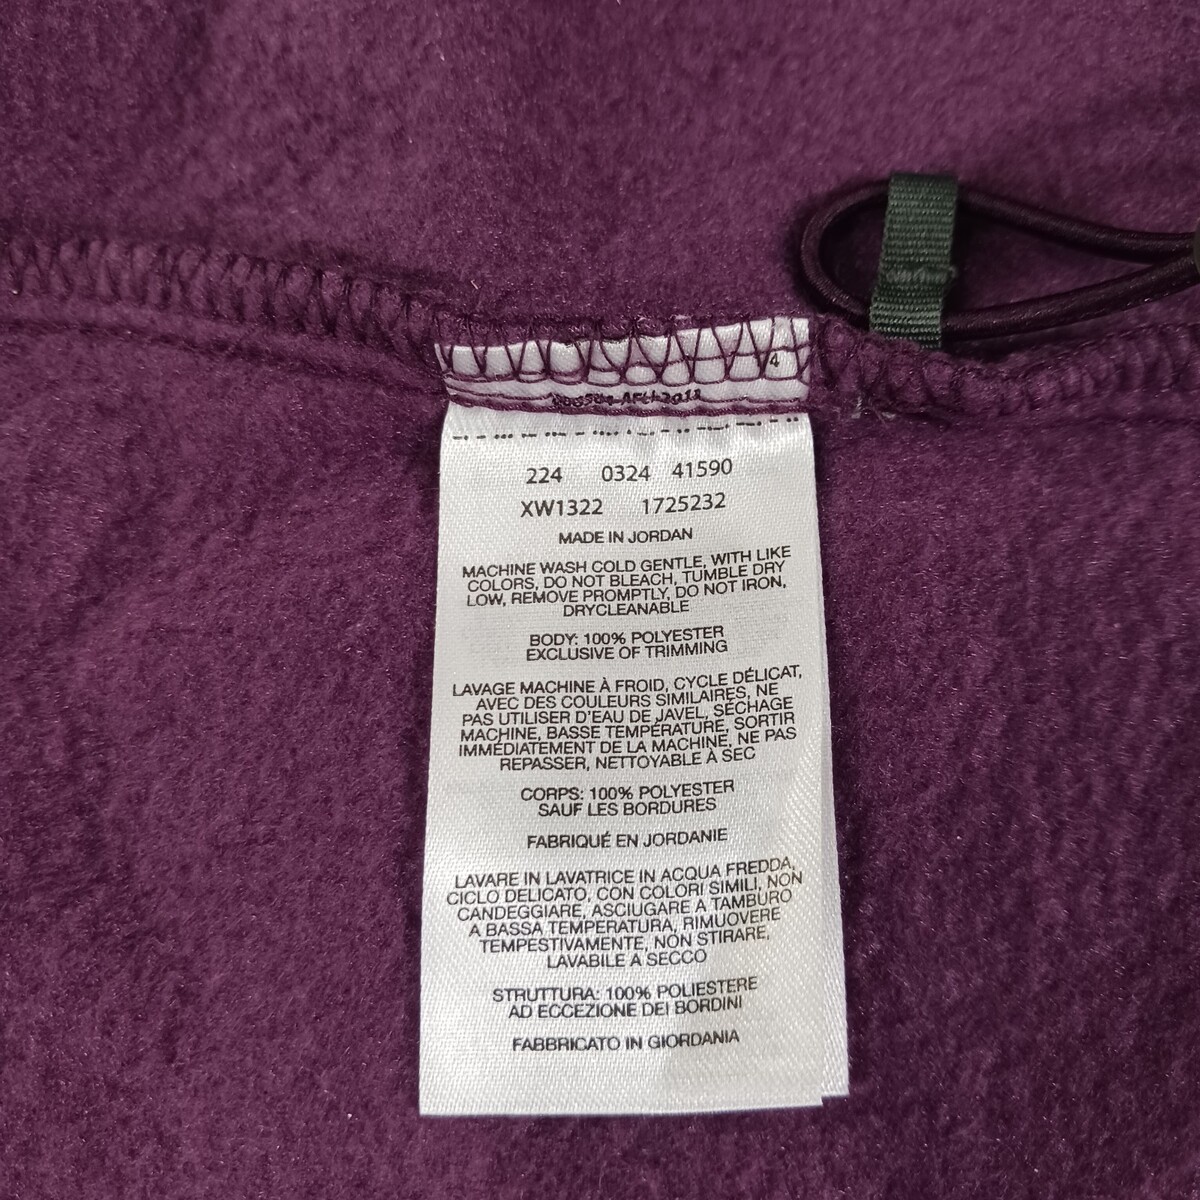 4
224 0324 41590
XW1322 1725232
MADE IN JORDAN
MACHINE WASH COLD GENTLE, WITH LIKE
COLORS, DO NOT BLEACH, TUMBLE DRY
LOW, REMOVE PROMPTLY, DO NOT IRON,
DRYCLEANABLE
BODY: 100% POLYESTER
EXCLUSIVE OF TRIMMING
LAVAGE MACHINE À FROID, CYCLE DÉLICAT,
AVEC DES COULEURS SIMILAIRES, NE
PAS UTILISER D'EAU DE JAVEL, SÉCHAGE
MACHINE, BASSE TEMPÉRATURE, SORTIR
IMMÉDIATEMENT DE LA MACHINE, NE PAS
REPASSER, NETTOYABLE À SEC
CORPS: 100% POLYESTER
SAUF LES BORDURES
FABRIQUÉ EN JORDANIE
LAVARE IN LAVATRICE IN ACQUA FREDDA,
CICLO DELICATO, CON COLORI SIMILI, NON
CANDEGGIARE, ASCIUGARE A TAMBURO
A BASSA TEMPERATURA, RIMUOVERE
TEMPESTIVAMENTE, NON STIRARE,
LAVABILE A SECCO
STRUTTURA: 100% POLIESTERE
AD ECCEZIONE DEI BORDINI
FABBRICATO IN GIORDANIA